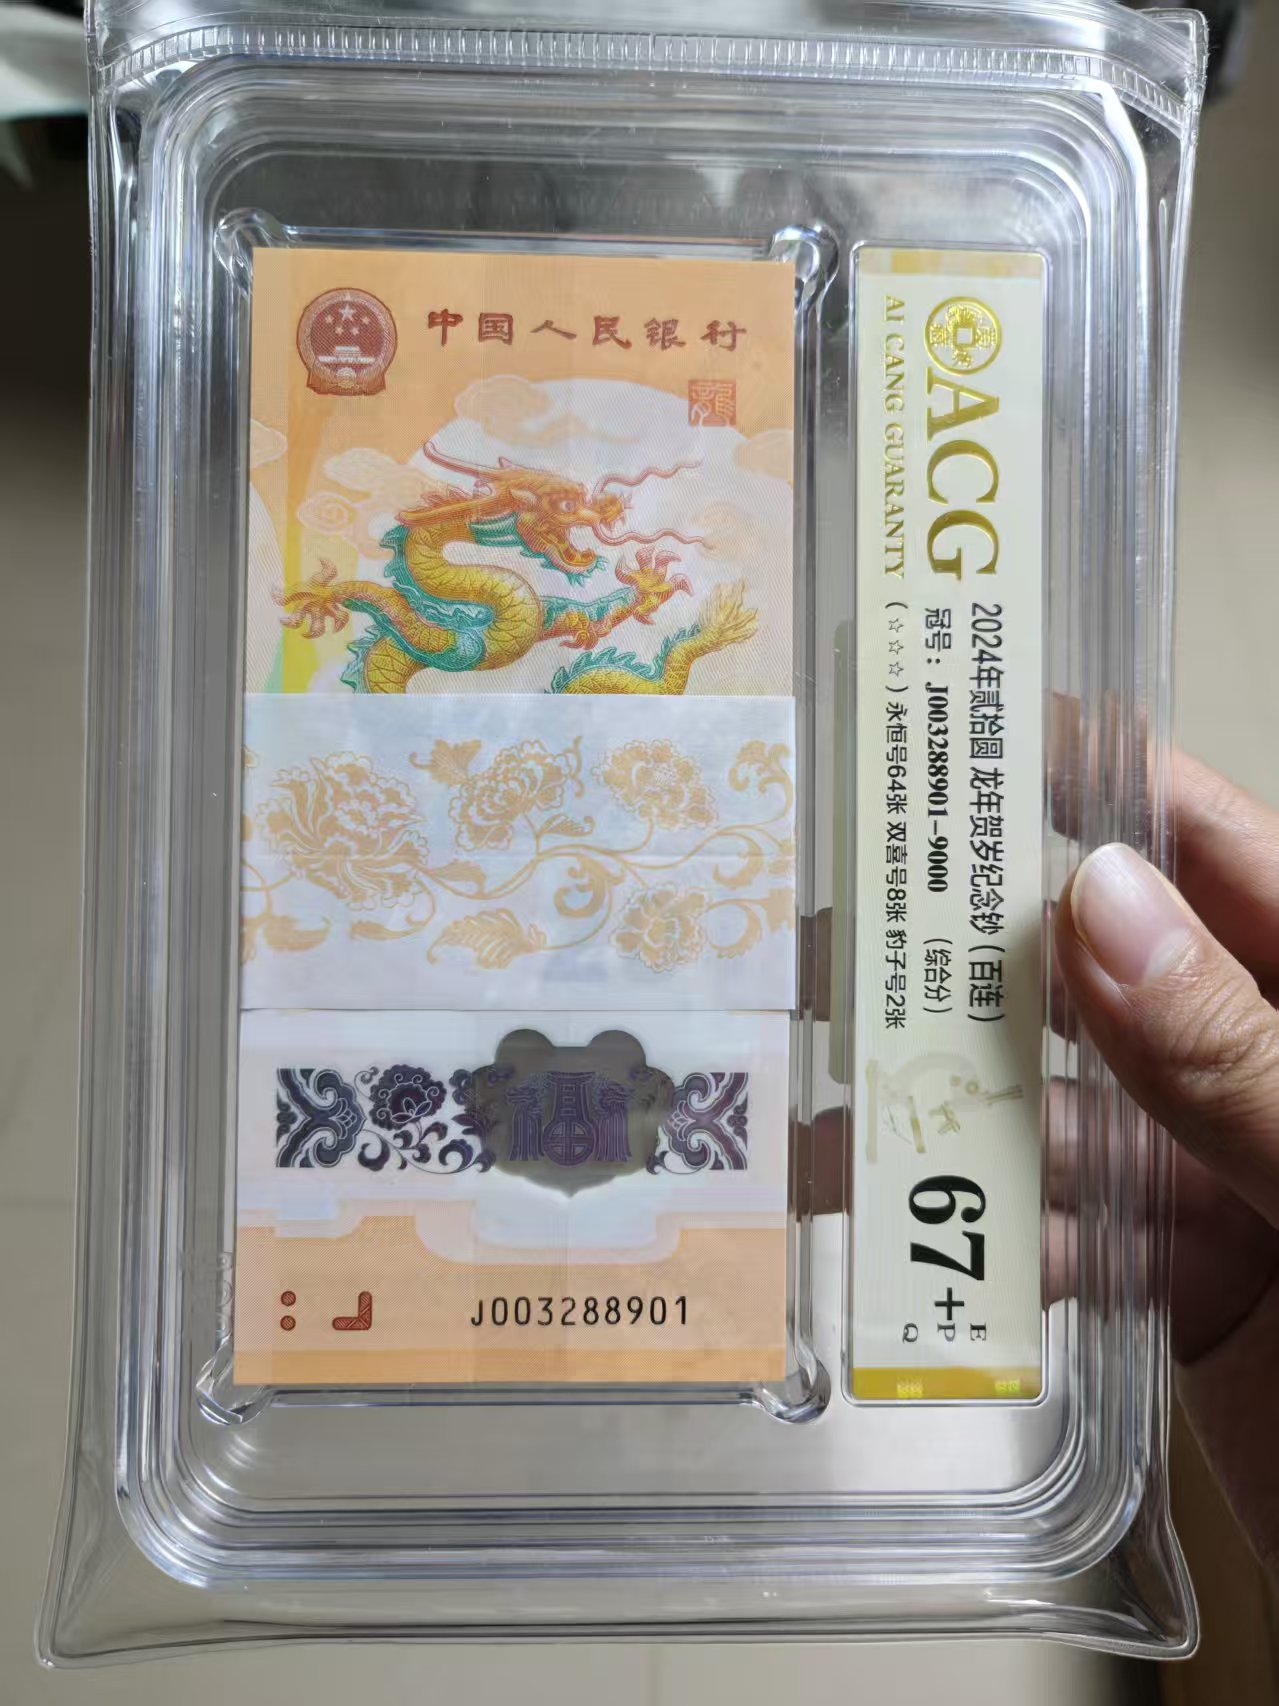 中国人民银行
龍
J003288901
ACG
AI CANG GUARANTY
2024年贰拾圆 龙年贺岁纪念钞（百连）
冠号：J003288901-9000 （综合分）
（☆☆☆）永恒号64张 双喜号8张 豹子号2张
67+
E
P
Q